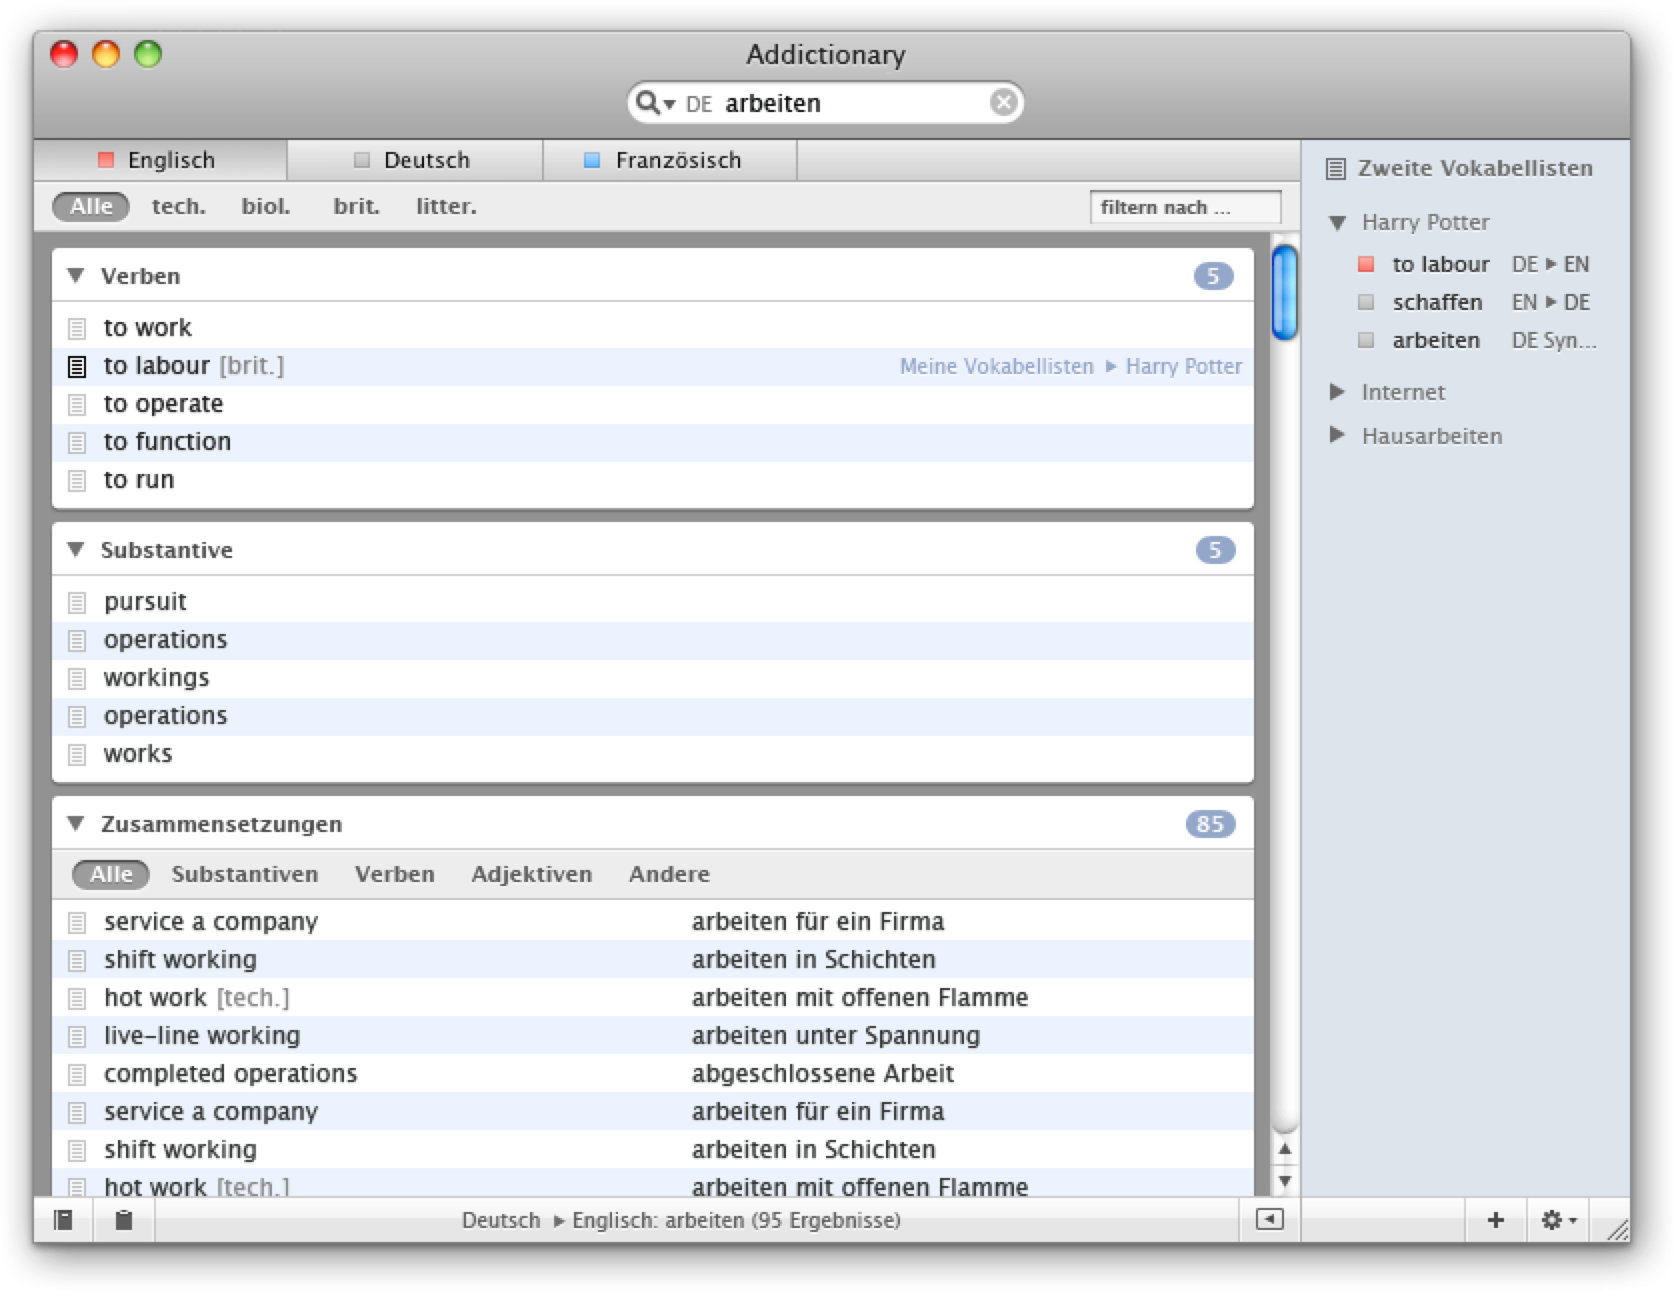 Addictionary
DE arbeiten
Englisch Deutsch Französisch
Alle tech. biol. brit. litter. filtern nach ...
Verben 5
to work
to labour [brit.] Meine Vokabellisten ▸ Harry Potter
to operate
to function
to run
Substantive 5
pursuit
operations
workings
operations
works
Zusammensetzungen 85
Alle Substantiven Verben Adjektiven Andere
service a company arbeiten für ein Firma
shift working arbeiten in Schichten
hot work [tech.] arbeiten mit offenen Flamme
live-line working arbeiten unter Spannung
completed operations abgeschlossene Arbeit
service a company arbeiten für ein Firma
shift working arbeiten in Schichten
hot work [tech.] arbeiten mit offenen Flamme
Deutsch ▸ Englisch: arbeiten (95 Ergebnisse)
Zweite Vokabellisten
Harry Potter
to labour DE ▸ EN
schaffen EN ▸ DE
arbeiten DE Syn...
Internet
Hausarbeiten